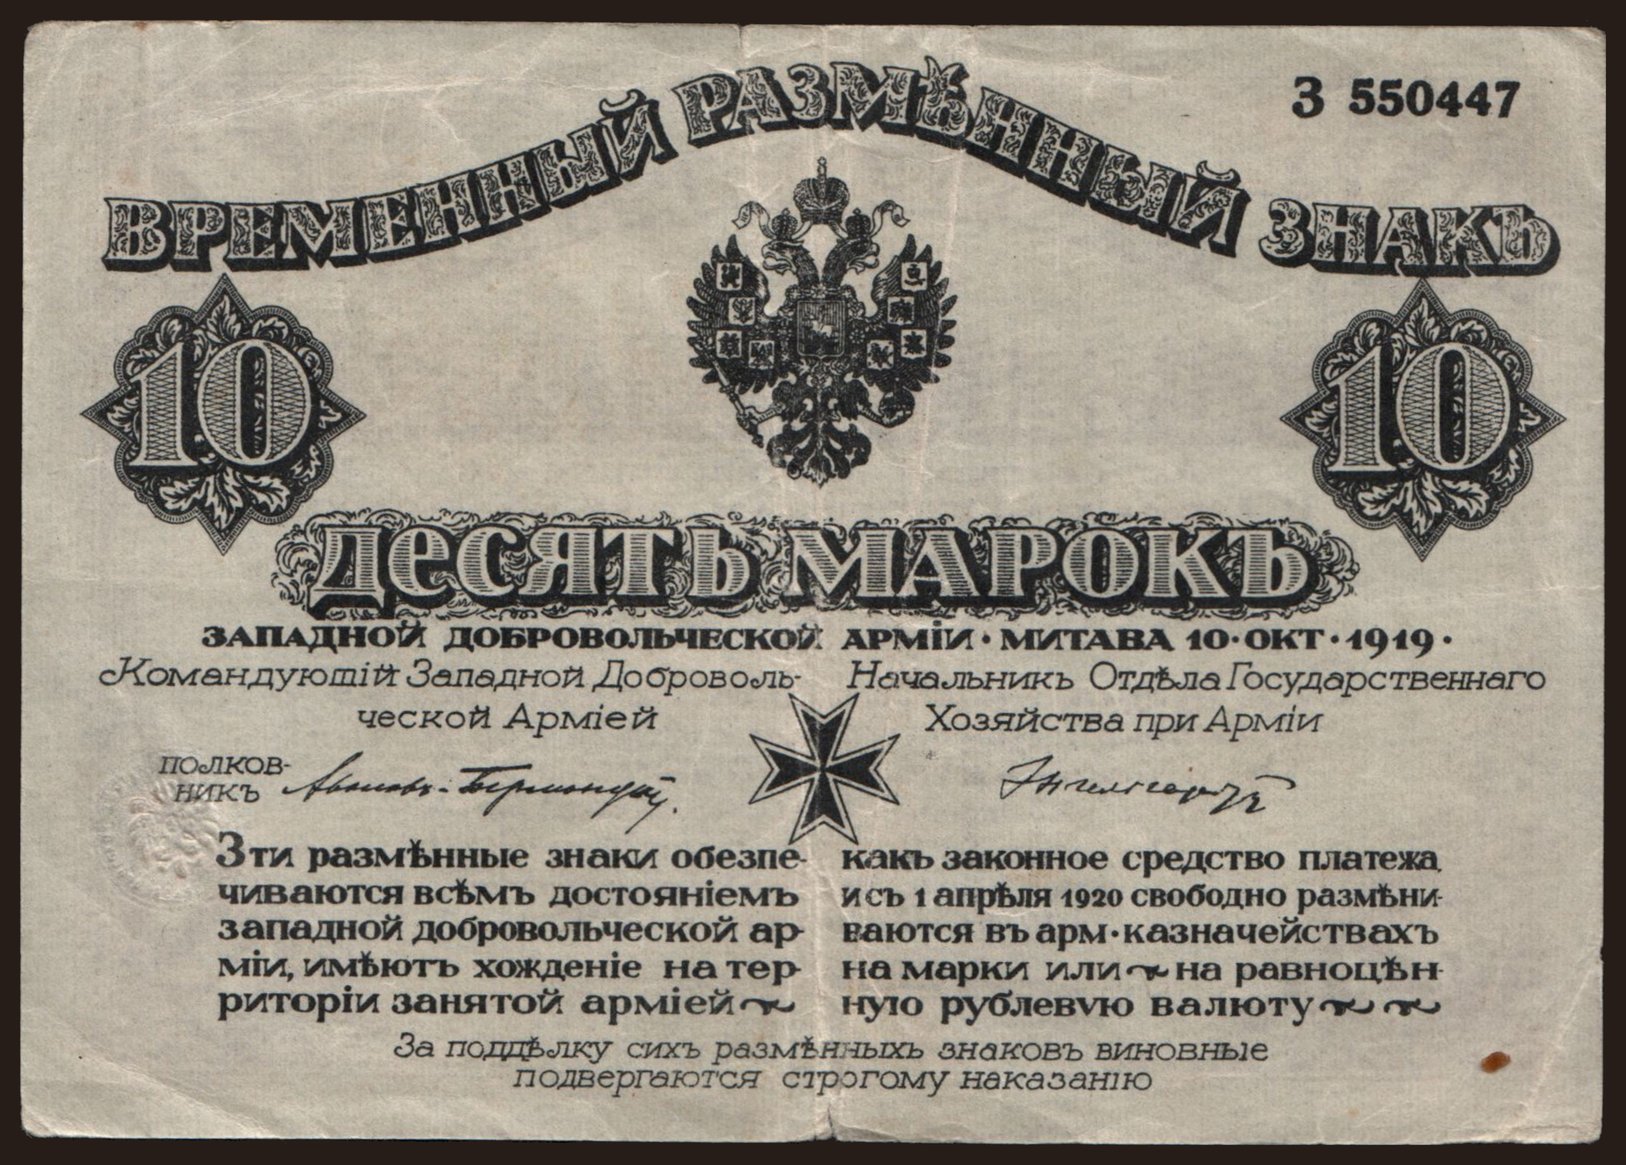 З 550447
ВРЕМЕННЫЙ РАЗМѢННЫЙ ЗНАКЪ
10 10
ДЕСЯТЬ МАРОКЪ
ЗАПАДНОЙ ДОБРОВОЛЬЧЕСКОЙ АРМІИ · МИТАВА 10 · ОКТ · 1919 ·
Командующій Западной Доброволь-
ческой Арміей
Начальникъ Отдѣла Государственнаго
Хозяйства при Арміи
полков-
никъ Аваловъ-Бермондтъ
Энгельгардтъ
Эти размѣнные знаки обезпе-
чиваются всѣмъ достояніемъ
западной добровольческой ар-
міи, имѣютъ хожденіе на тер-
риторіи занятой арміей
какъ законное средство платежа
и съ 1 апрѣля 1920 свободно размѣни-
ваются въ арм · казначействахъ
на марки или на равноцѣн-
ную рублевую валюту
За поддѣлку сихъ размѣнныхъ знаковъ виновные
подвергаются строгому наказанію